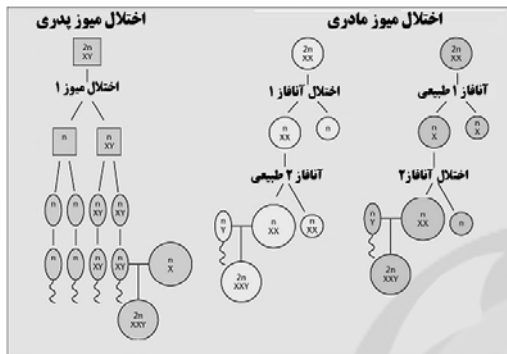 اختلال میوز مادری
اختلال میوز پدری
2n
XX
آنافاز ۱ طبیعی
n
X
n
X
اختلال آنافاز۲
n
Y
n
XX
n
2n
XXY
2n
XX
اختلال آنافاز ۱
n
XX
n
آنافاز ۲ طبیعی
n
Y
n
XX
n
XX
2n
XXY
2n
XY
اختلال میوز ۱
n
n
XY
n
n
n
XY
n
XY
n
n
n
XY
n
XY
n
X
2n
XXY